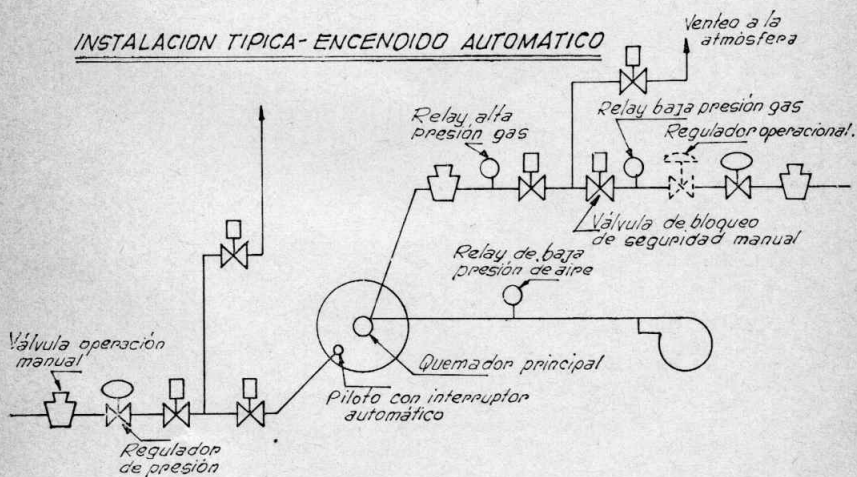 INSTALACION TIPICA- ENCENDIDO AUTOMATICO
Venteo a la
atmósfera
Relay alta
presión gas
Relay baja presión gas
Regulador operacional.
Válvula de bloqueo
de seguridad manual
Relay de baja
presión de aire
Válvula operación
manual
Quemador principal
Piloto con interruptor
automático
Regulador
de presión